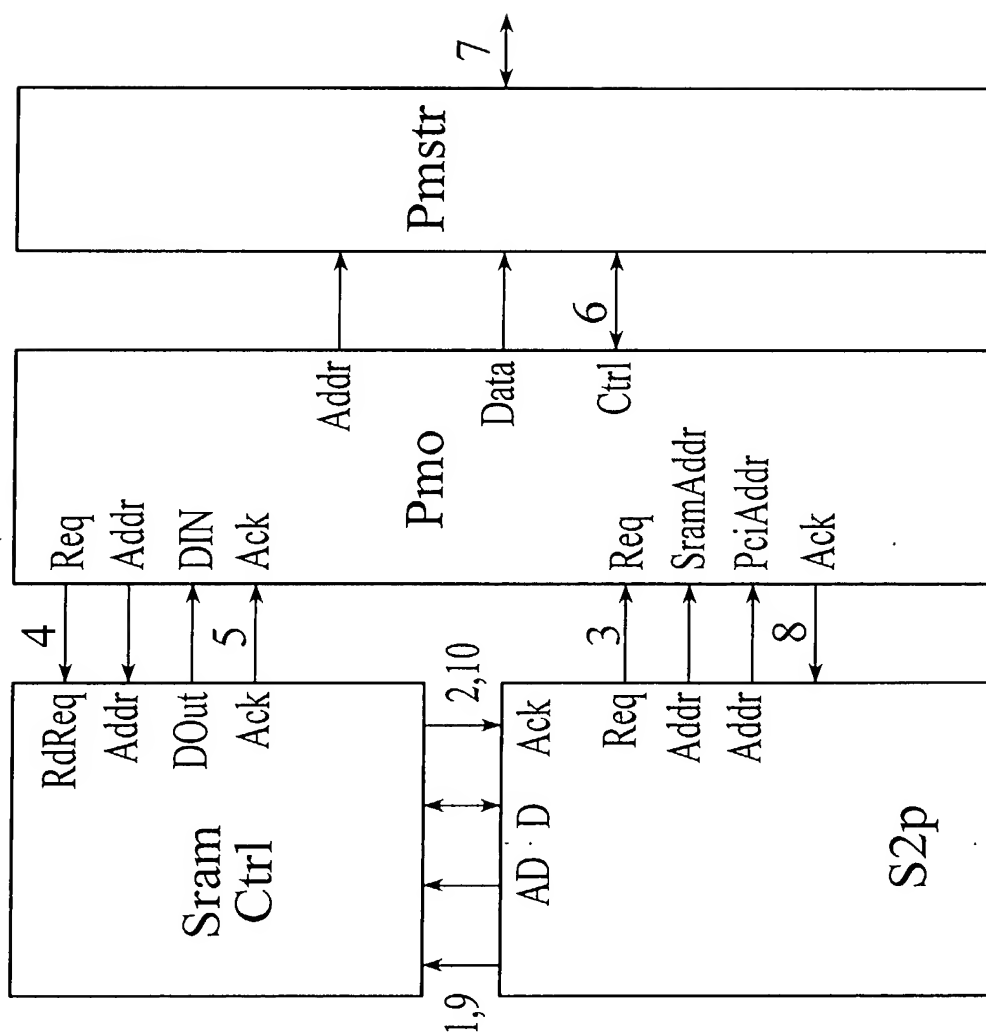 7
Pmstr
6
Addr
Data
Ctrl
Pmo
Req
Addr
DIN
Ack
Req
SramAddr
PciAddr
Ack
4
5
3
8
2,10
RdReq
Addr
DOut
Ack
Ack
Req
Addr
Addr
Sram
Ctrl
AD D
S2p
1,9